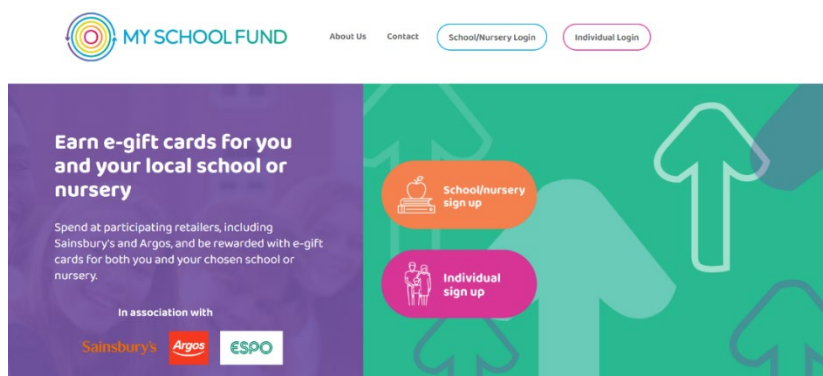 MY SCHOOL FUND
About Us
Contact
School/Nursery Login
Individual Login
Earn e-gift cards for you
and your local school or
nursery
Spend at participating retailers, including
Sainsbury's and Argos, and be rewarded with e-gift
cards for both you and your chosen school or
nursery.
In association with
Sainsbury's
Argos
ESPO
School/nursery
sign up
Individual
sign up